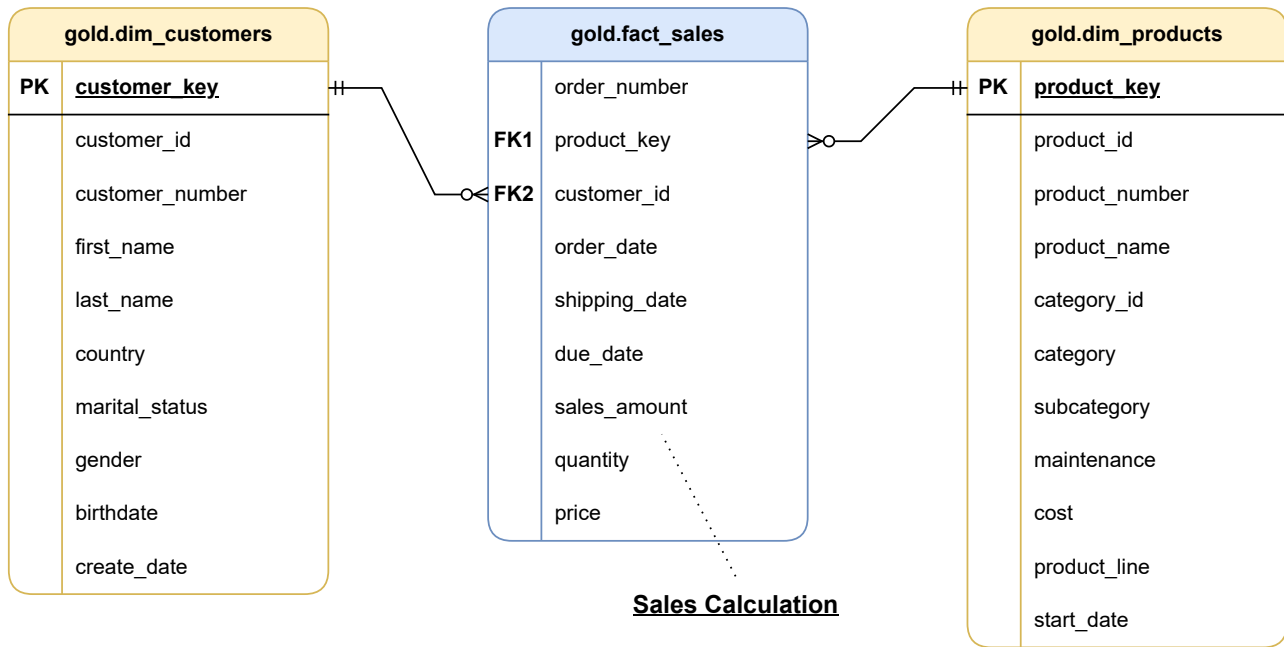 gold.dim_customers
PK customer_key
customer_id
customer_number
first_name
last_name
country
marital_status
gender
birthdate
create_date
gold.fact_sales
order_number
FK1 product_key
FK2 customer_id
order_date
shipping_date
due_date
sales_amount
quantity
price
Sales Calculation
gold.dim_products
PK product_key
product_id
product_number
product_name
category_id
category
subcategory
maintenance
cost
product_line
start_date